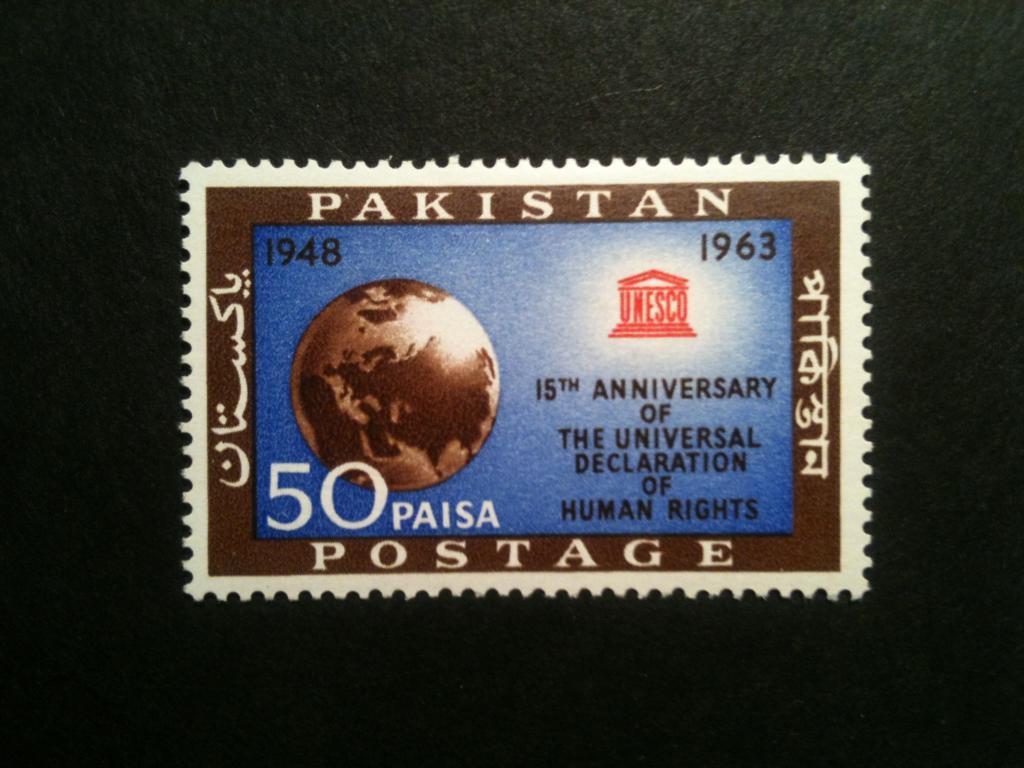 PAKISTAN
1948
1963
پاکستان
UNESCO
পাকিস্তান
15TH ANNIVERSARY
OF
THE UNIVERSAL
DECLARATION
OF
HUMAN RIGHTS
50 PAISA
POSTAGE